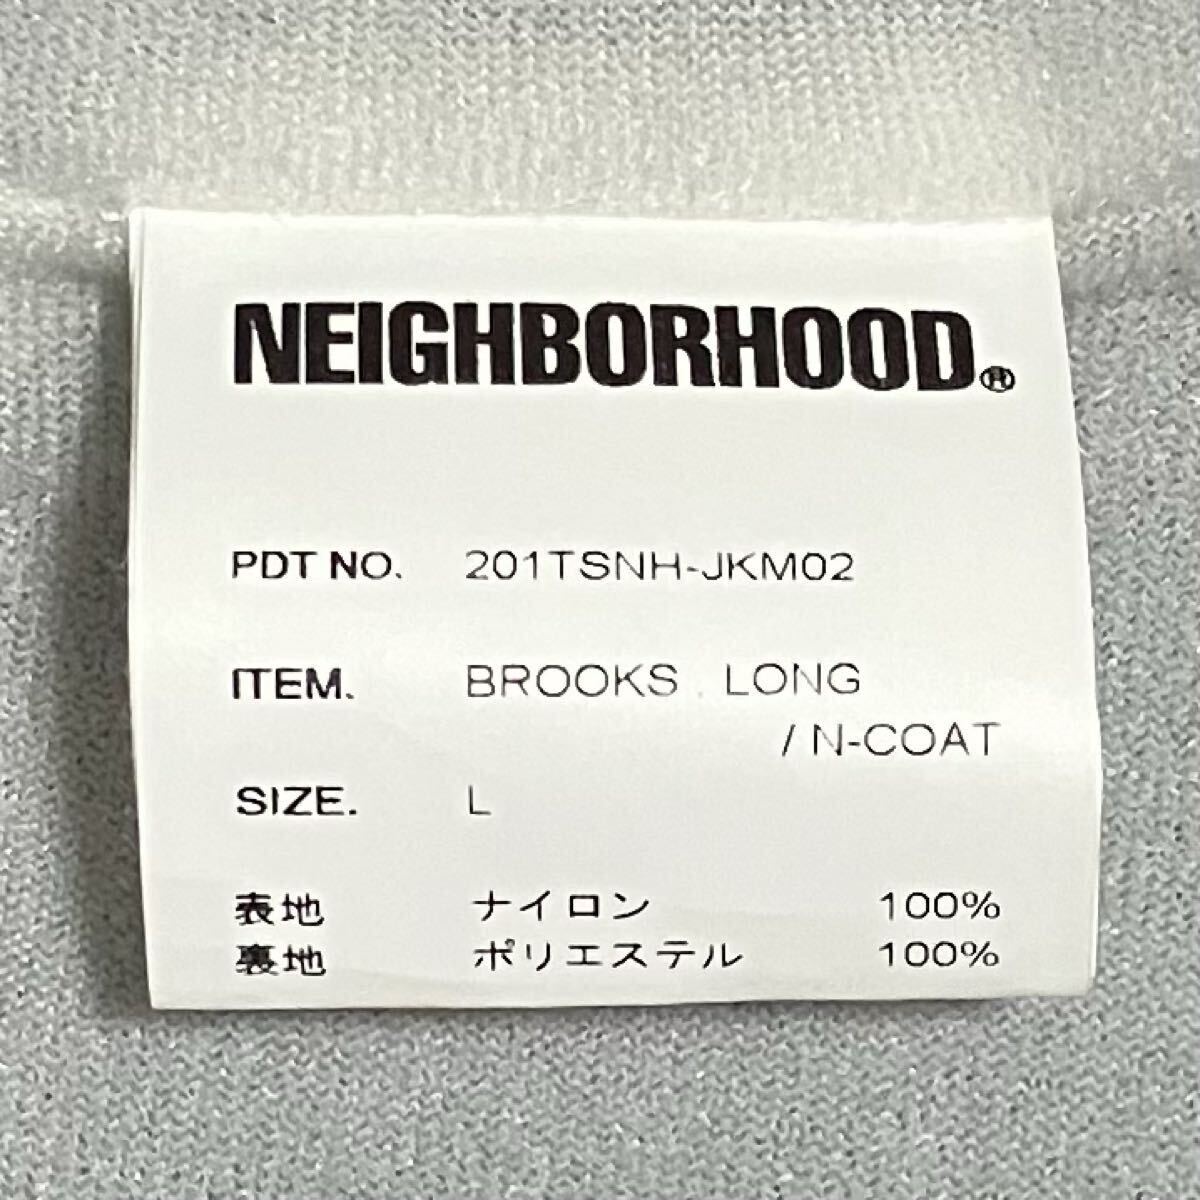 NEIGHBORHOOD®
PDT NO. 201TSNH-JKM02
ITEM. BROOKS . LONG
/ N-COAT
SIZE. L
表地 ナイロン 100%
裏地 ポリエステル 100%